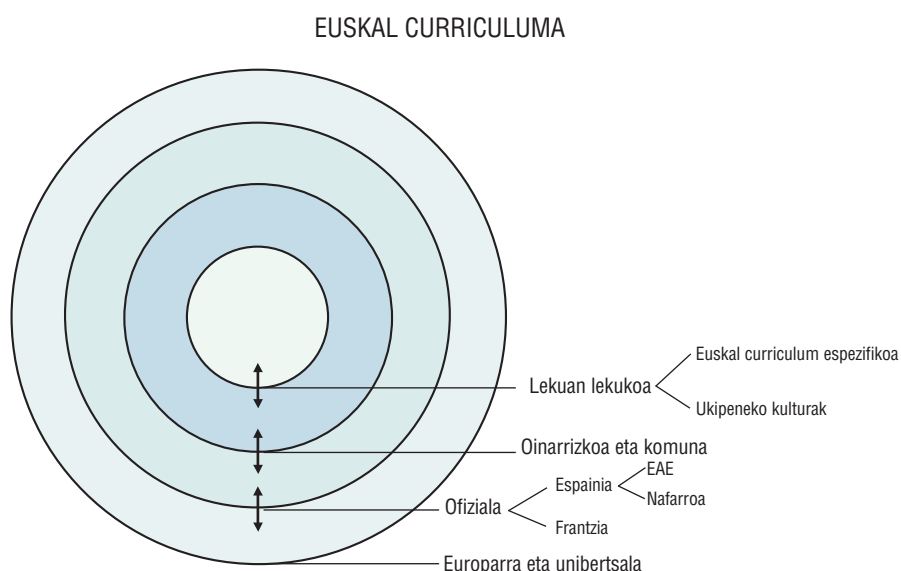 EUSKAL CURRICULUMA
Euskal curriculum espezifikoa
Lekuan lekukoa
Ukipeneko kulturak
Oinarrizkoa eta komuna
EAE
Espainia
Nafarroa
Ofiziala
Frantzia
Europarra eta unibertsala